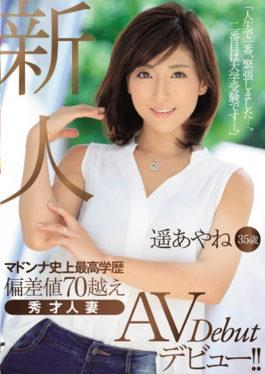 新人
「人生で一番、緊張しました…。
二番目は大学受験です―」
遥あやね
35歳
マドンナ史上最高学歴
偏差値70越え
秀才人妻
AV Debut
デビュー!!